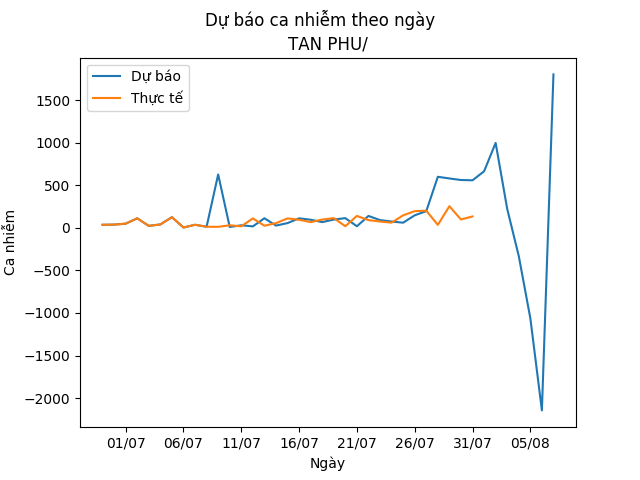 Dự báo ca nhiễm theo ngày
TAN PHU/
Dự báo
Thực tế
1500
1000
500
0
−500
−1000
−1500
−2000
Ca nhiễm
01/07 06/07 11/07 16/07 21/07 26/07 31/07 05/08
Ngày